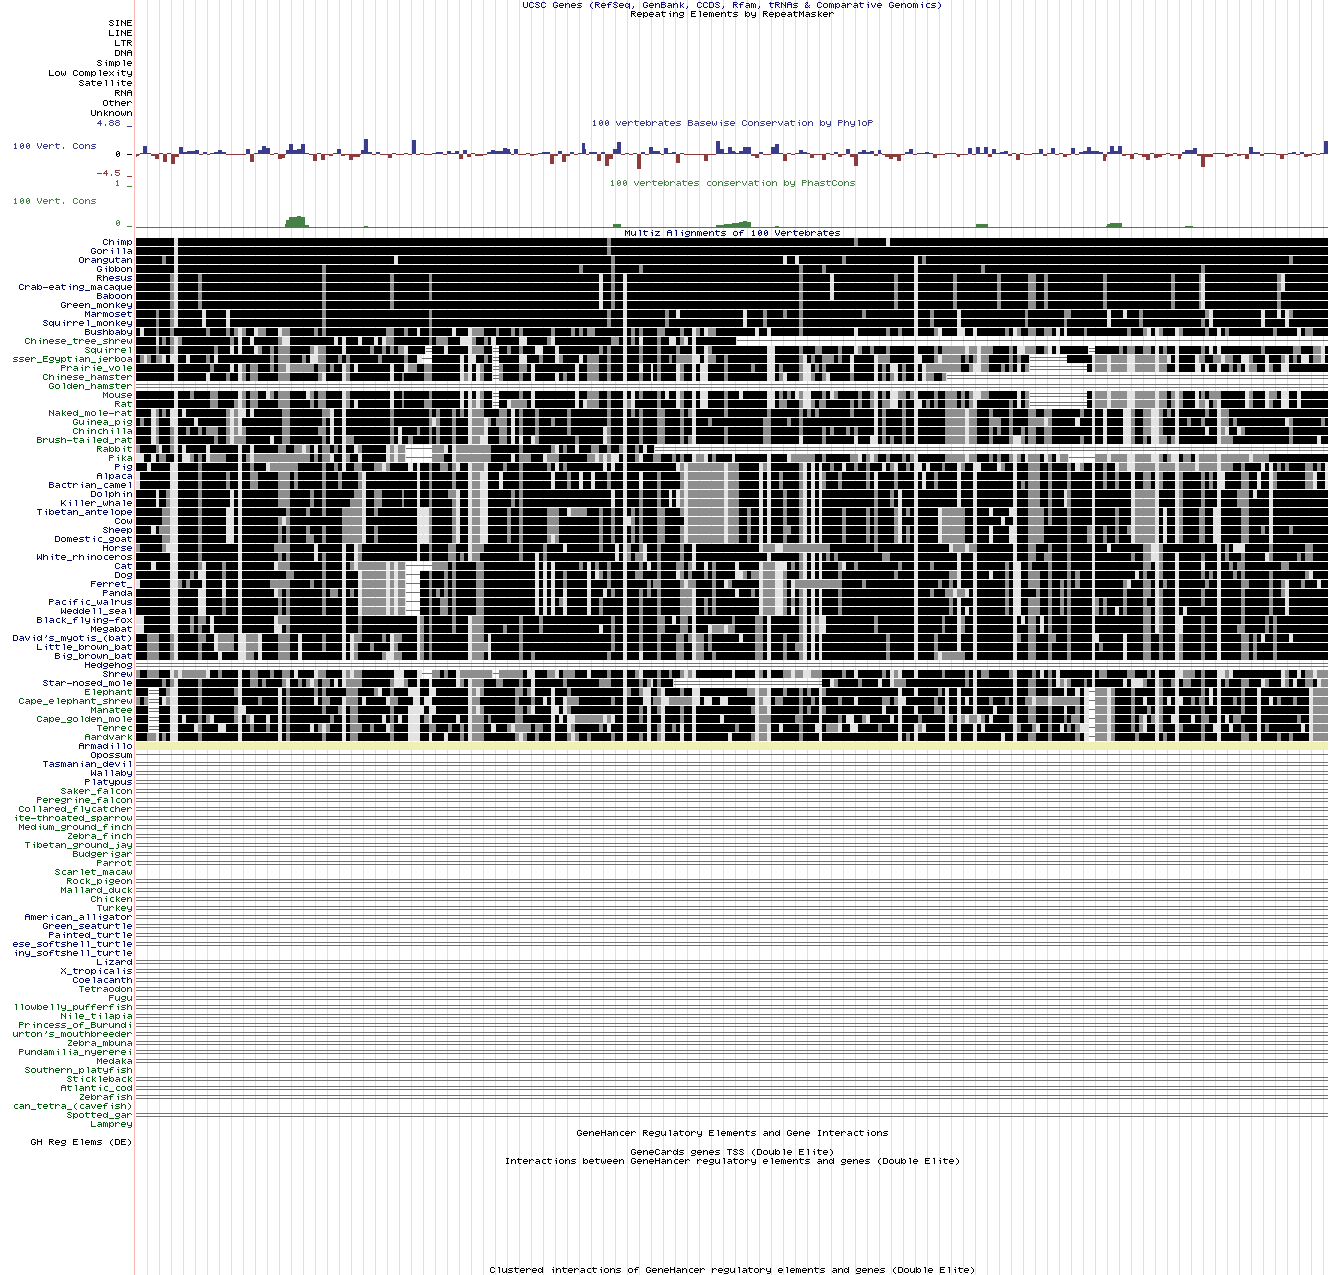 UCSC Genes (RefSeq, GenBank, CCDS, Rfam, tRNAs & Comparative Genomics)
Repeating Elements by RepeatMasker
SINE
LINE
LTR
DNA
Simple
Low Complexity
Satellite
RNA
Other
Unknown
100 vertebrates Basewise Conservation by PhyloP
4.88 _
100 Vert. Cons
0 _
-4.5 _
100 vertebrates conservation by PhastCons
1 _
100 Vert. Cons
0 _
Multiz Alignments of 100 Vertebrates
Chimp
Gorilla
Orangutan
Gibbon
Rhesus
Crab-eating_macaque
Baboon
Green_monkey
Marmoset
Squirrel_monkey
Bushbaby
Chinese_tree_shrew
Squirrel
sser_Egyptian_jerboa
Prairie_vole
Chinese_hamster
Golden_hamster
Mouse
Rat
Naked_mole-rat
Guinea_pig
Chinchilla
Brush-tailed_rat
Rabbit
Pika
Pig
Alpaca
Bactrian_camel
Dolphin
Killer_whale
Tibetan_antelope
Cow
Sheep
Domestic_goat
Horse
White_rhinoceros
Cat
Dog
Ferret_
Panda
Pacific_walrus
Weddell_seal
Black_flying-fox
Megabat
David's_myotis_(bat)
Little_brown_bat
Big_brown_bat
Hedgehog
Shrew
Star-nosed_mole
Elephant
Cape_elephant_shrew
Manatee
Cape_golden_mole
Tenrec
Aardvark
Armadillo
Opossum
Tasmanian_devil
Wallaby
Platypus
Saker_falcon
Peregrine_falcon
Collared_flycatcher
ite-throated_sparrow
Medium_ground_finch
Zebra_finch
Tibetan_ground_jay
Budgerigar
Parrot
Scarlet_macaw
Rock_pigeon
Mallard_duck
Chicken
Turkey
American_alligator
Green_seaturtle
Painted_turtle
ese_softshell_turtle
iny_softshell_turtle
Lizard
X_tropicalis
Coelacanth
Tetraodon
Fugu
llowbelly_pufferfish
Nile_tilapia
Princess_of_Burundi
urton's_mouthbreeder
Zebra_mbuna
Pundamilia_nyererei
Medaka
Southern_platyfish
Stickleback
Atlantic_cod
Zebrafish
can_tetra_(cavefish)
Spotted_gar
Lamprey
GeneHancer Regulatory Elements and Gene Interactions
GH Reg Elems (DE)
GeneCards genes TSS (Double Elite)
Interactions between GeneHancer regulatory elements and genes (Double Elite)
Clustered interactions of GeneHancer regulatory elements and genes (Double Elite)